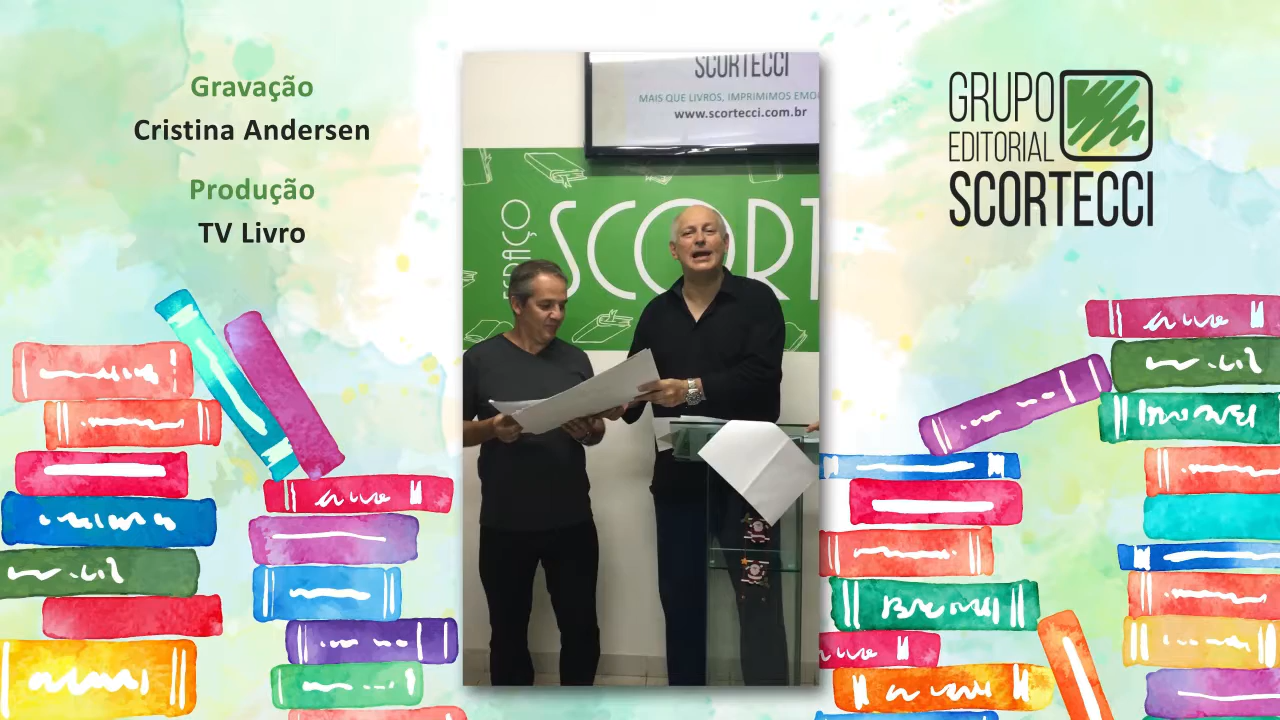 Gravação
Cristina Andersen
Produção
TV Livro
SCORTECCI
MAIS QUE LIVROS, IMPRIMIMOS EMO
www.scortecci.com.br
ESPAÇO
SCORT
GRUPO
EDITORIAL
SCORTECCI